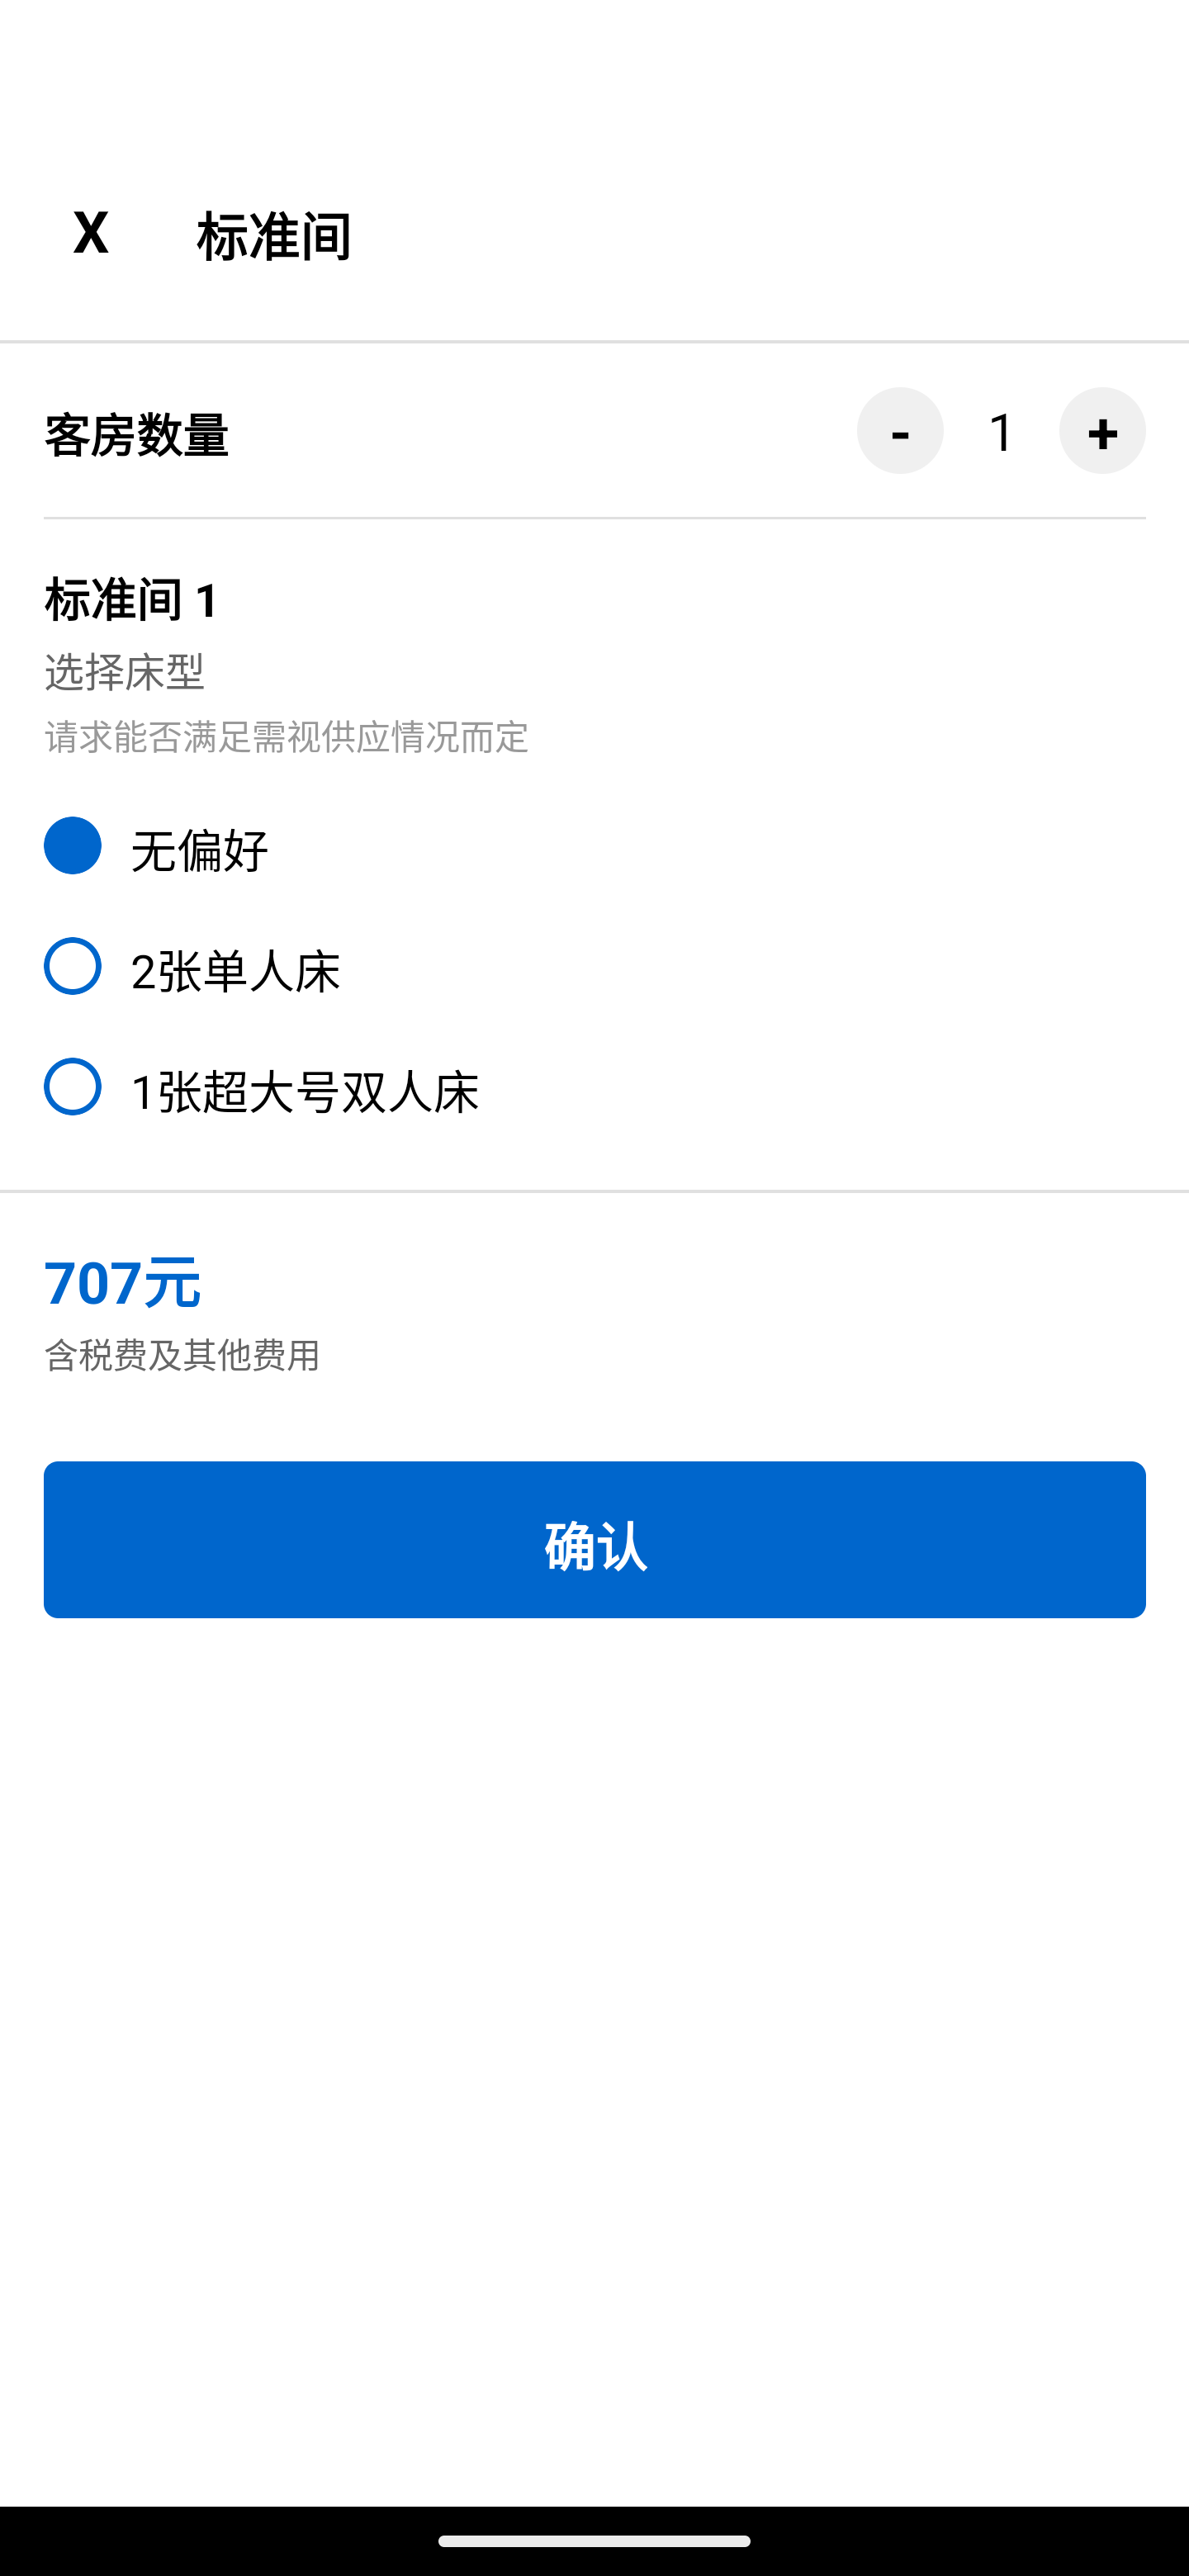 X 标准间
客房数量 - 1 +
标准间 1
选择床型
请求能否满足需视供应情况而定
无偏好
2张单人床
1张超大号双人床
707元
含税费及其他费用
确认